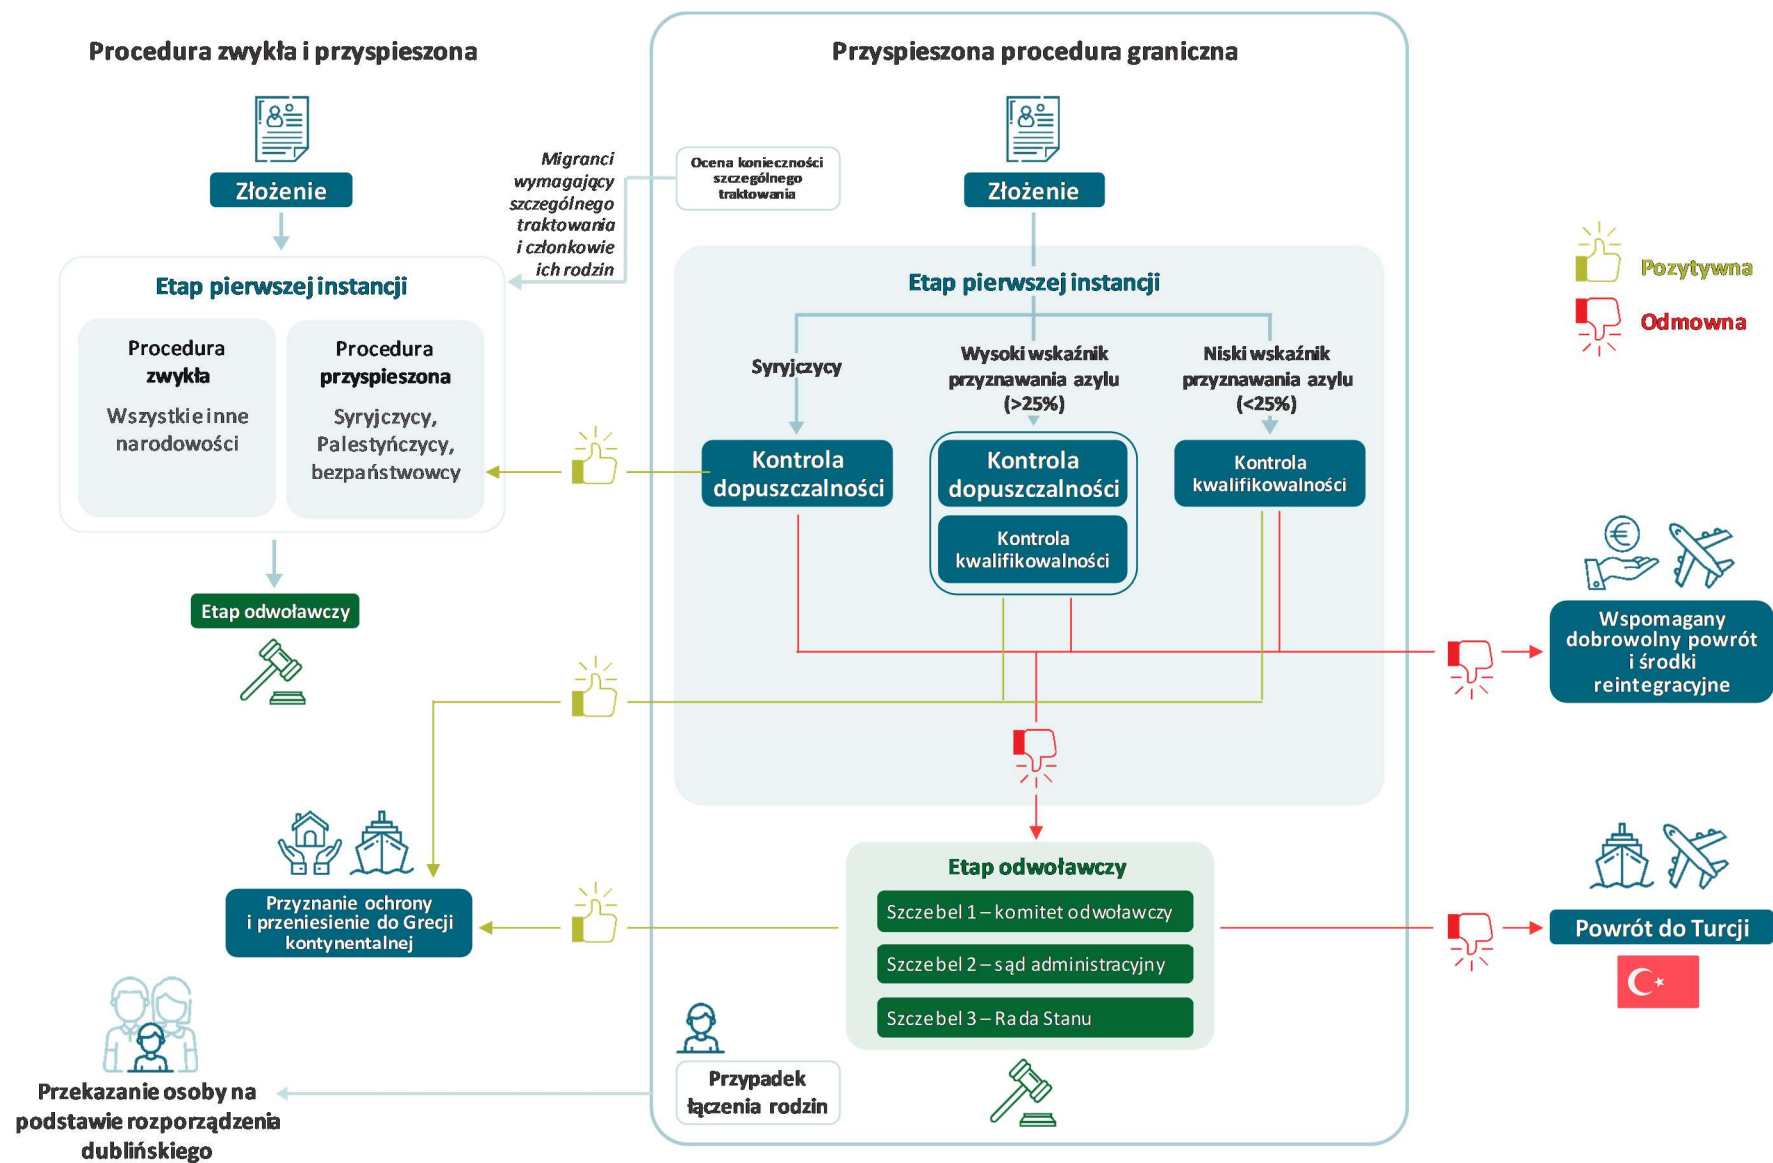 Procedura zwykła i przyspieszona
Złożenie
Etap pierwszej instancji
Procedura
zwykła
Wszystkie inne
narodowości
Procedura
przyspieszona
Syryjczycy,
Palestyńczycy,
bezpaństwowcy
Etap odwoławczy
Migranci
wymagający
szczególnego
traktowania
i członkowie
ich rodzin
Przyspieszona procedura graniczna
Ocena konieczności
szczególnego
traktowania
Złożenie
Etap pierwszej instancji
Syryjczycy
Wysoki wskaźnik
przyznawania azylu
(>25%)
Niski wskaźnik
przyznawania azylu
(<25%)
Kontrola
dopuszczalności
Kontrola
dopuszczalności
Kontrola
kwalifikowalności
Kontrola
kwalifikowalności
Pozytywna
Odmowna
Wspomagany
dobrowolny powrót
i środki
reintegracyjne
Etap odwoławczy
Szczebel 1 – komitet odwoławczy
Szczebel 2 – sąd administracyjny
Szczebel 3 – Rada Stanu
Powrót do Turcji
Przyznanie ochrony
i przeniesienie do Grecji
kontynentalnej
Przypadek
łączenia rodzin
Przekazanie osoby na
podstawie rozporządzenia
dublińskiego